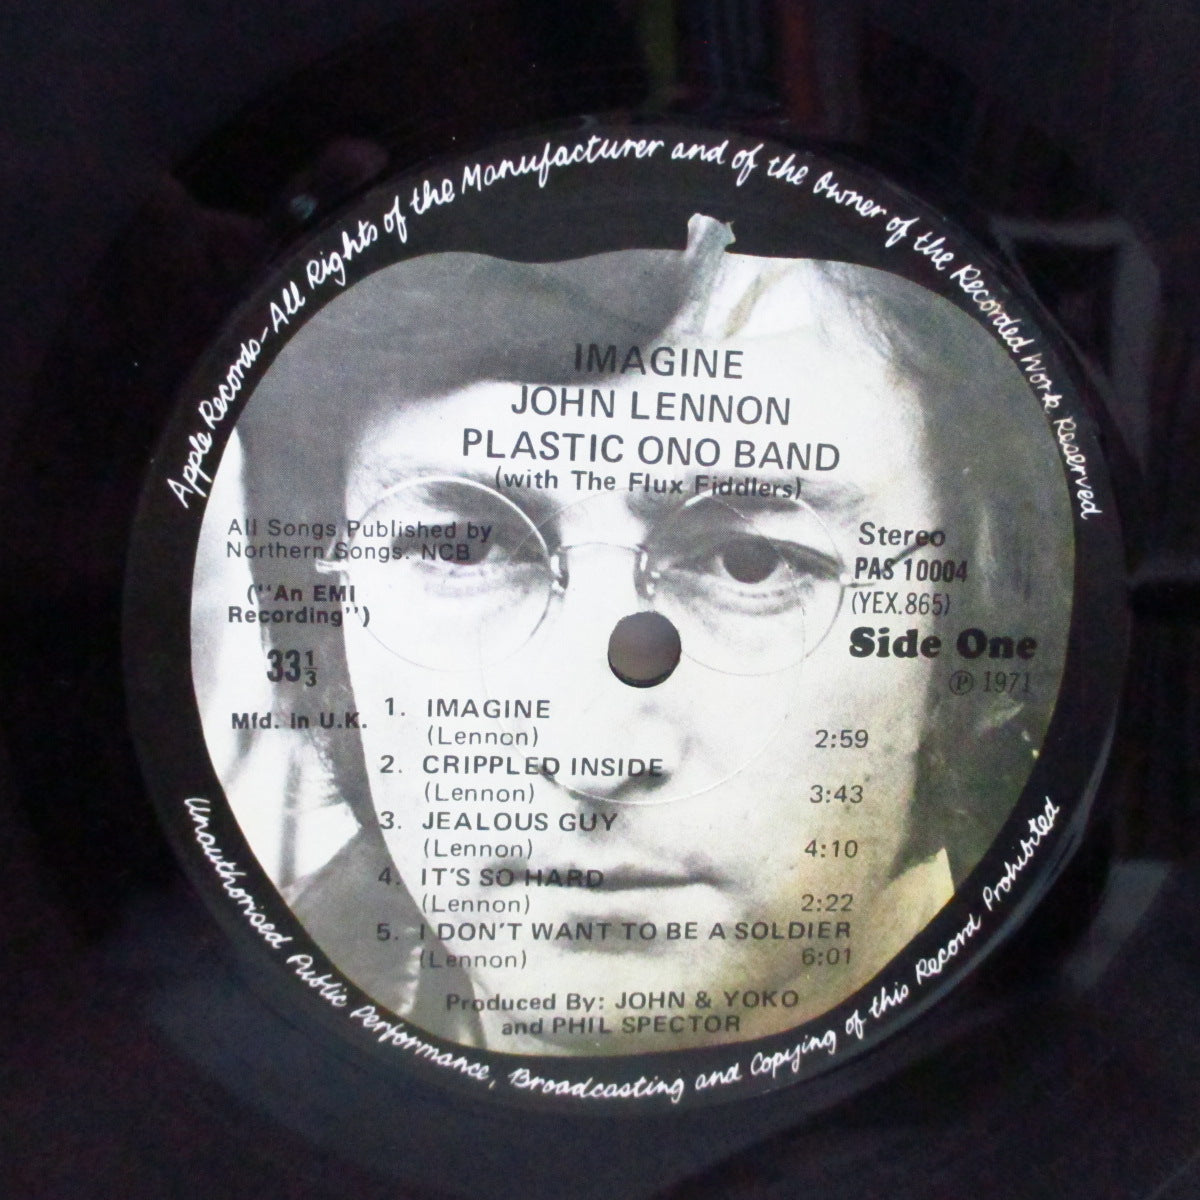 Apple Records-All Rights of the Manufacturer and of the Owner of the Recorded Work Reserved
IMAGINE
JOHN LENNON
PLASTIC ONO BAND
(with The Flux Fiddlers)
All Songs Published by
Northern Songs: NCB
("An EMI
Recording")
33⅓
Mfd. In U.K.
Stereo
PAS 10004
(YEX.865)
Side One
℗ 1971
1. IMAGINE
(Lennon) 2:59
2. CRIPPLED INSIDE
(Lennon) 3:43
3. JEALOUS GUY
(Lennon) 4:10
4. IT'S SO HARD
(Lennon) 2:22
5. I DON'T WANT TO BE A SOLDIER
(Lennon) 6:01
Produced By: JOHN & YOKO
and PHIL SPECTOR
Unauthorised Public Performance, Broadcasting and Copying of this Record Prohibited